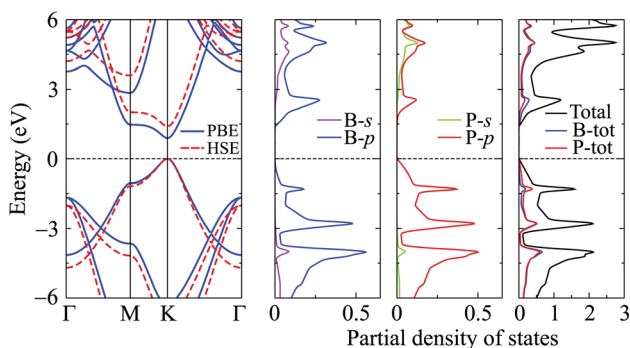 6
3
0
−3
−6
Energy (eV)
PBE
HSE
Γ M K Γ
B-s
B-p
0 0.5
P-s
P-p
0 0.5
Total
B-tot
P-tot
0 1 2 3
Partial density of states